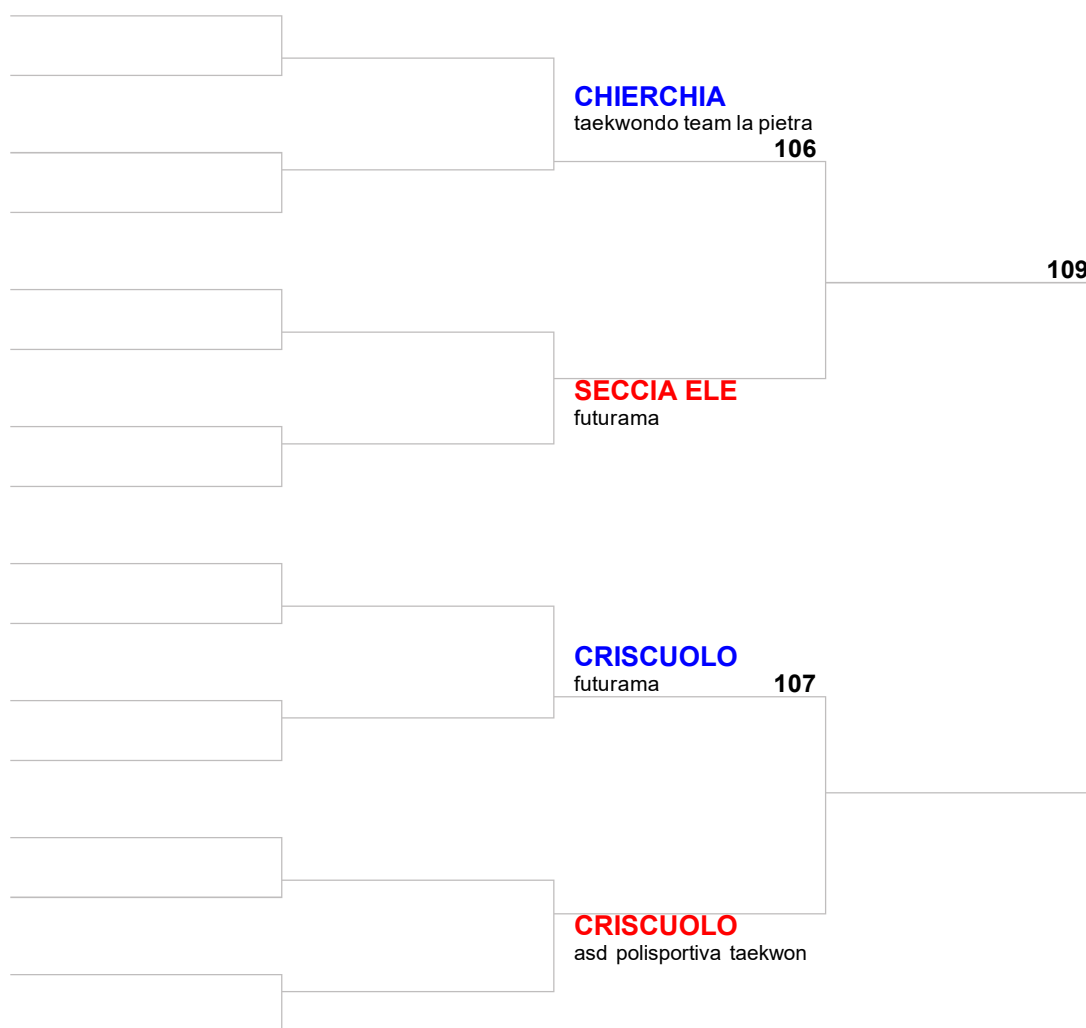 CHIERCHIA
taekwondo team la pietra
106
109
SECCIA ELE
futurama
CRISCUOLO
futurama
107
CRISCUOLO
asd polisportiva taekwon